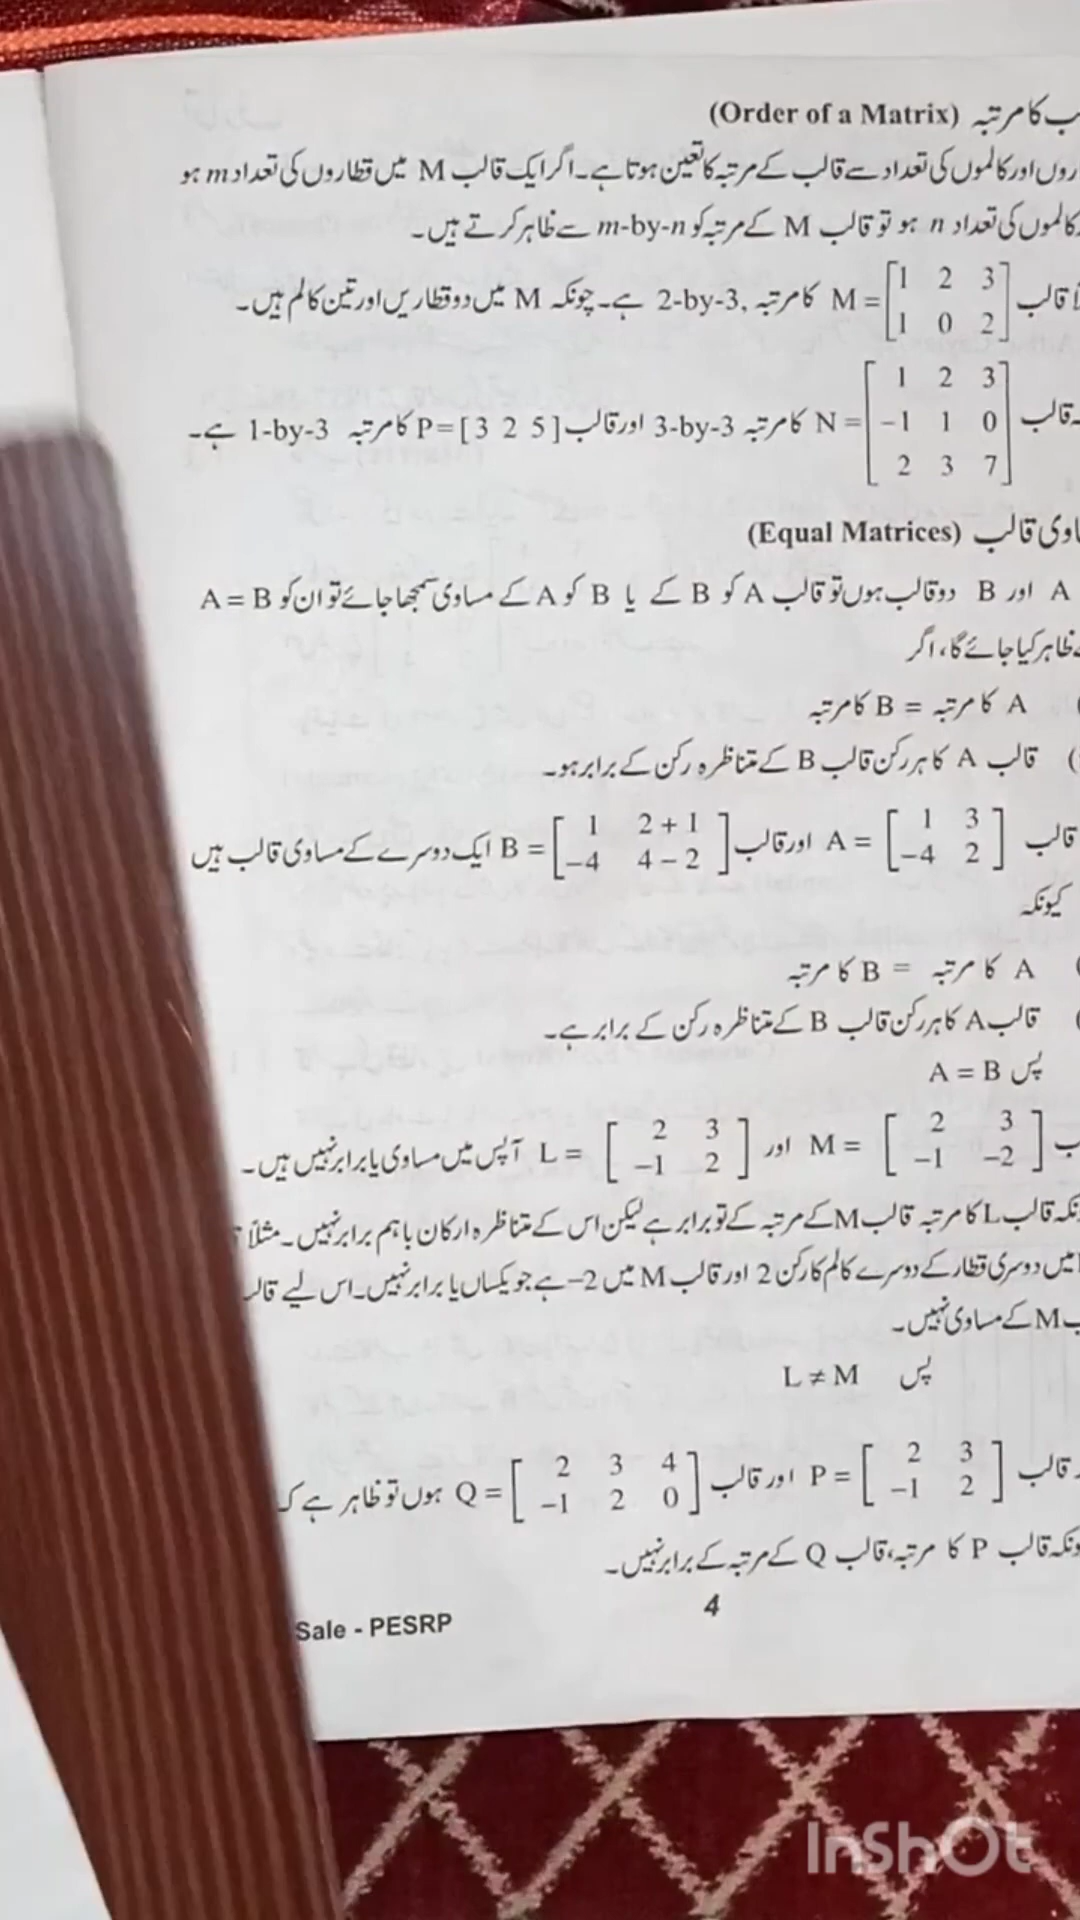 کا مرتبہ (Order of a Matrix)
اور کالموں کی تعداد سے قالب کے مرتبہ کا تعین ہوتا ہے۔ اگر ایک قالب M میں قطاروں کی تعداد m ہو
کالموں کی تعداد n ہو تو قالب M کے مرتبہ کو m-by-n سے ظاہر کرتے ہیں۔
قالب M = [1 2 3 کا مرتبہ, 2-by-3 ہے۔ چونکہ M میں دو قطاریں اور تین کالم ہیں۔
1 0 2]
قالب N = [1 2 3
−1 1 0 کا مرتبہ 3-by-3 اور قالب P = [3 2 5] کا مرتبہ 1-by-3 ہے۔
2 3 7]
قالب (Equal Matrices)
A اور B دو قالب ہوں تو قالب A کو B کے یا B کو A کے مساوی سمجھا جائے تو ان کو A = B
ظاہر کیا جائے گا، اگر
A کا مرتبہ = B کا مرتبہ
) قالب A کا ہر رکن قالب B کے متناظرہ رکن کے برابر ہو۔
قالب A = [1 3 اور قالب B = [1 2 + 1 ایک دوسرے کے مساوی قالب ہیں
−4 2] −4 4 − 2]
کیونکہ
A کا مرتبہ = B کا مرتبہ
قالب A کا ہر رکن قالب B کے متناظرہ رکن کے برابر ہے۔
پس A = B
M = [2 3 اور L = [2 3 آپس میں مساوی یا برابر نہیں ہیں۔
−1 −2] −1 2]
قالب L کا مرتبہ قالب M کے مرتبہ کے تو برابر ہے لیکن اس کے متناظرہ ارکان باہم برابر نہیں۔ مثلاً
میں دوسری قطار کے دوسرے کالم کا رکن 2 اور قالب M میں −2 ہے جو یکساں یا برابر نہیں۔ اس لیے
M کے مساوی نہیں۔
پس L ≠ M
قالب P = [2 3 اور قالب Q = [2 3 4 ہوں تو ظاہر ہے کہ
−1 2] −1 2 0]
قالب P کا مرتبہ، قالب Q کے مرتبہ کے برابر نہیں۔
4
Sale - PESRP
InShOt